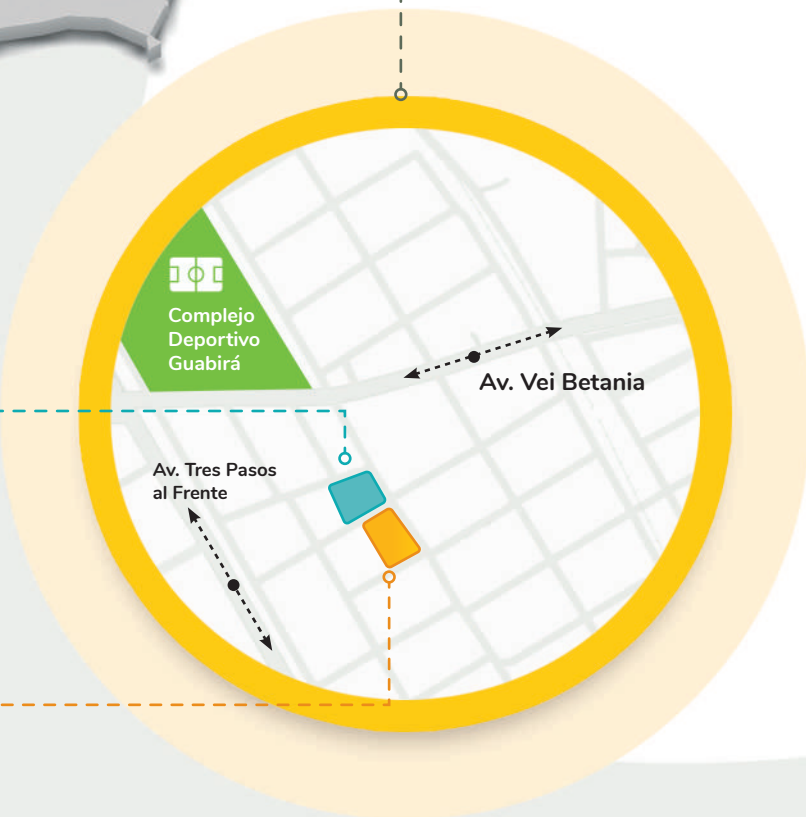 Complejo
Deportivo
Guabirá
Av. Vei Betania
Av. Tres Pasos
al Frente